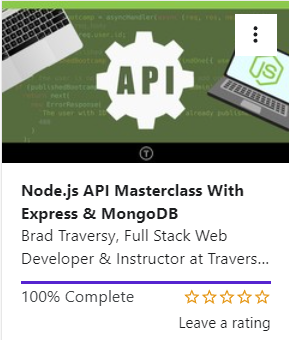 API
Node.js API Masterclass With
Express & MongoDB
Brad Traversy, Full Stack Web
Developer & Instructor at Travers...
100% Complete
Leave a rating